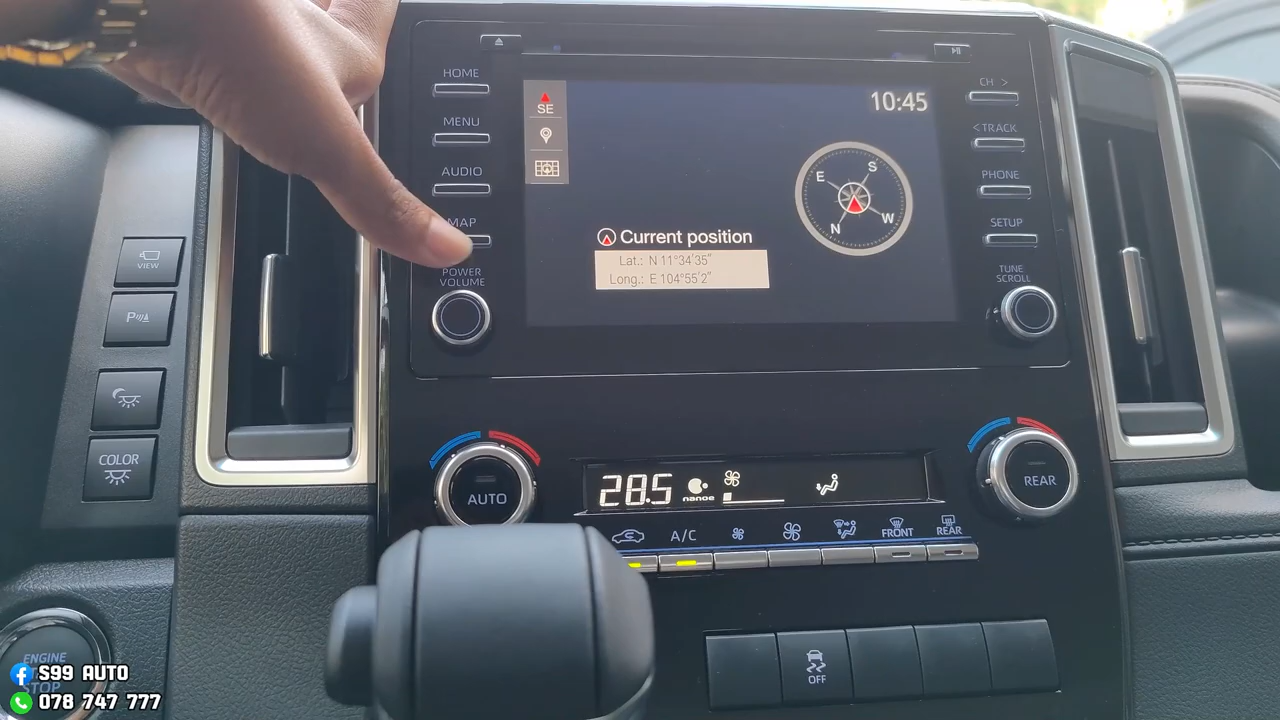 HOME
MENU
AUDIO
MAP
POWER
VOLUME
SE
10:45
E
S
N
W
Current position
Lat.: N 11°34'35"
Long.: E 104°55'2"
CH >
< TRACK
PHONE
SETUP
TUNE
SCROLL
VIEW
P
COLOR
AUTO
28.5
nanoe
REAR
A/C
FRONT
REAR
OFF
ENGINE
STOP
S99 AUTO
078 747 777